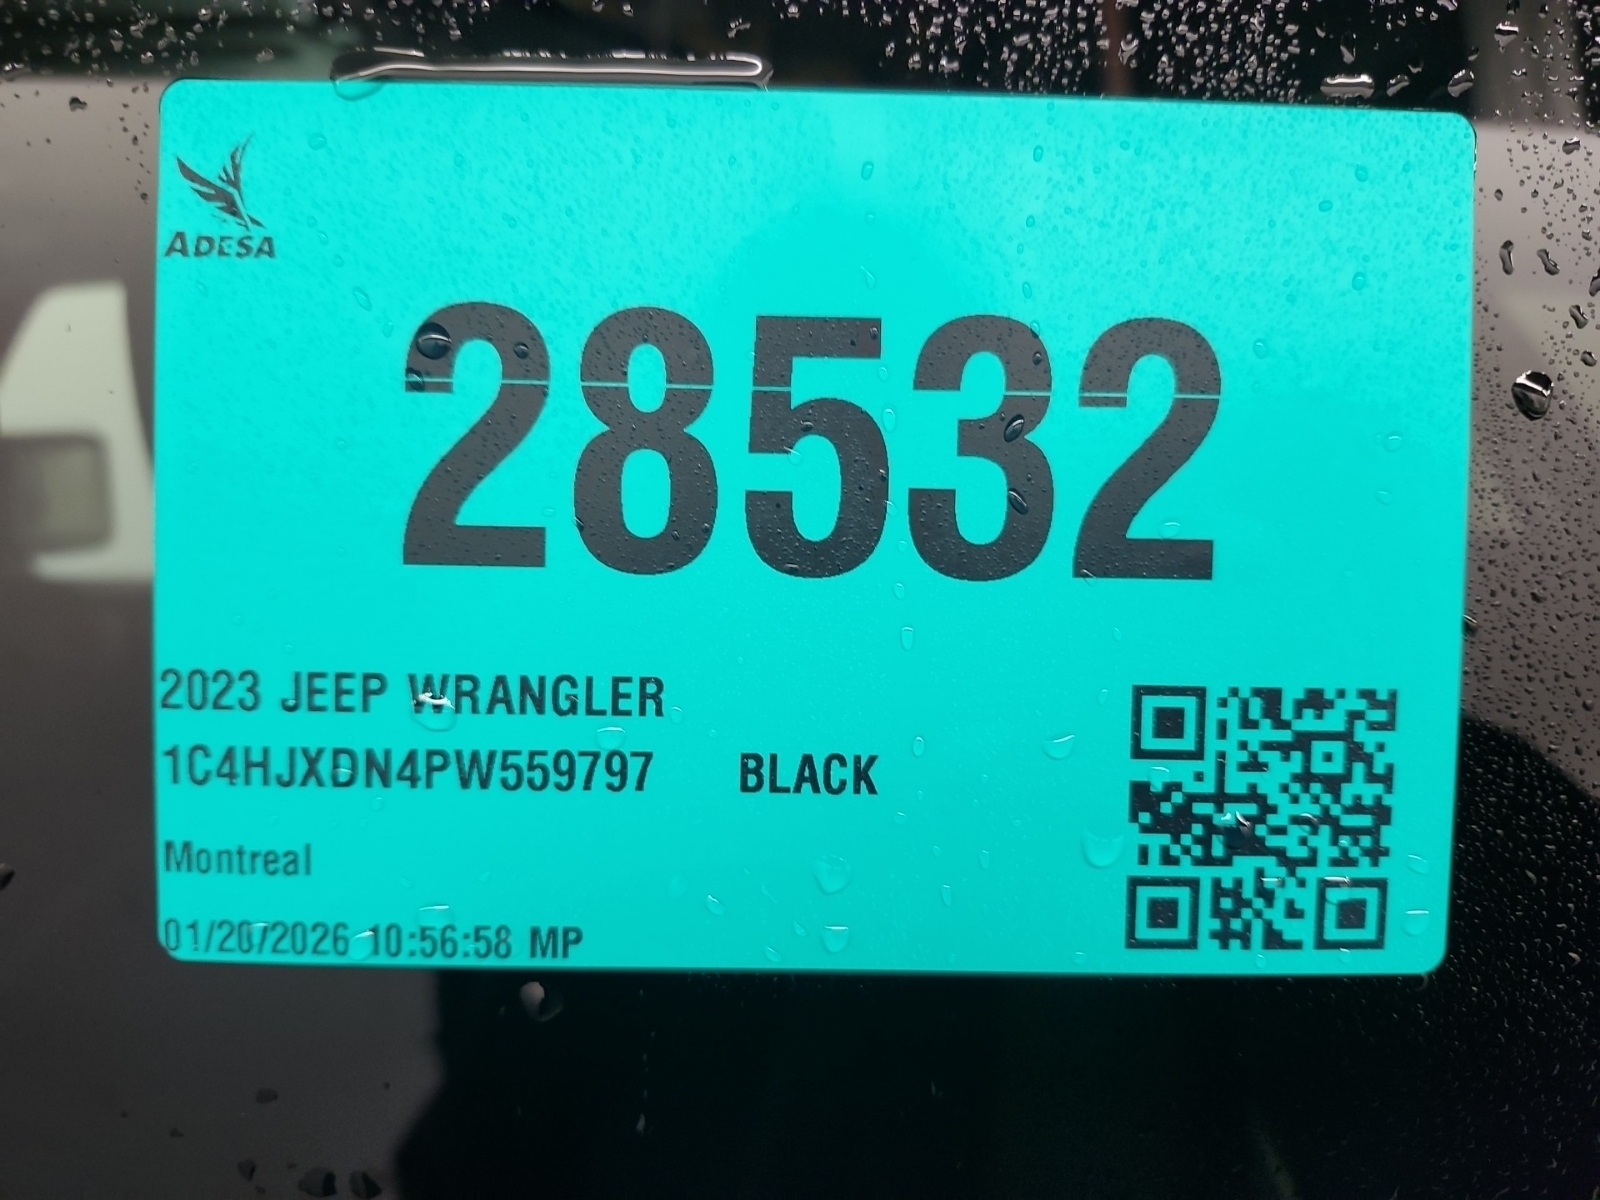 ADESA
28532
2023 JEEP WRANGLER
1C4HJXDN4PW559797 BLACK
Montreal
01/20/2026 10:56:58 MP